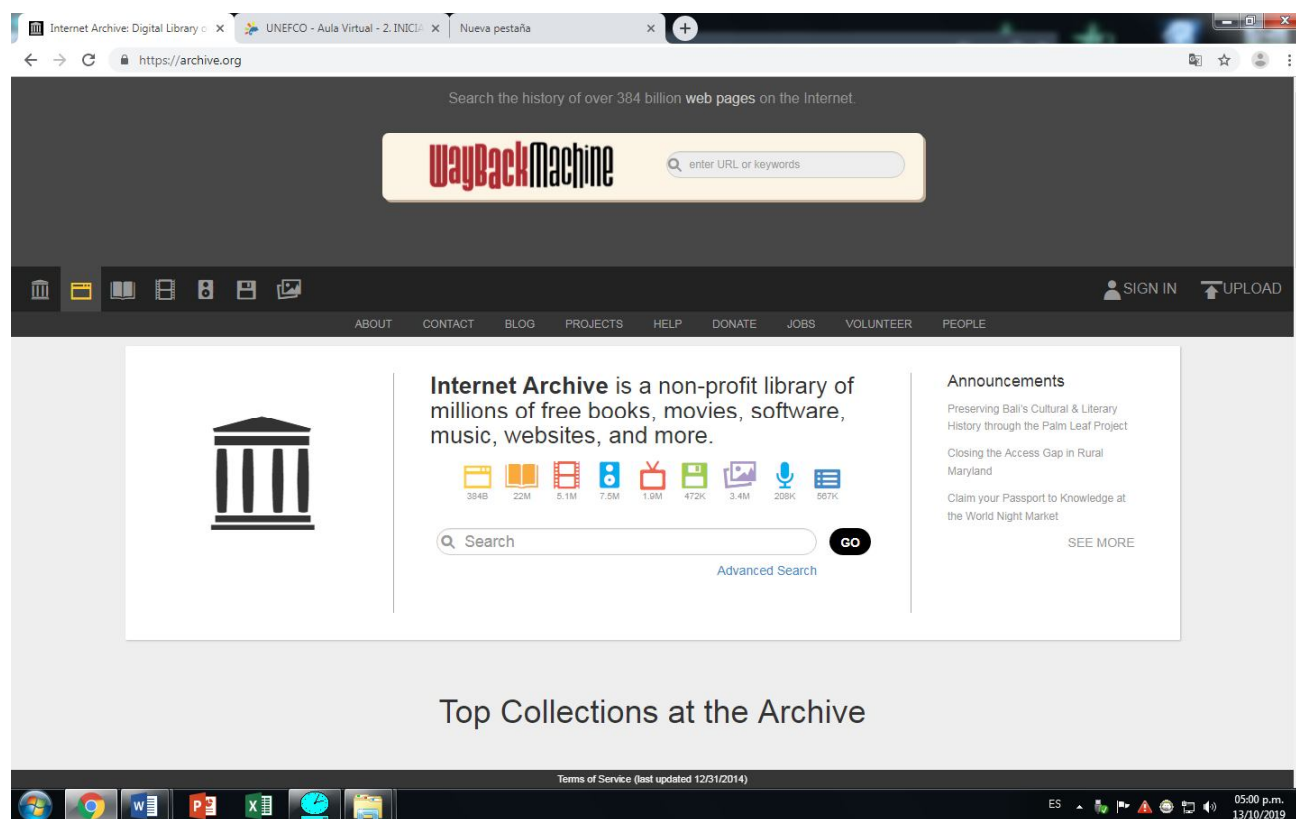 Internet Archive: Digital Library o
UNEFCO - Aula Virtual - 2. INICIA
Nueva pestaña
https://archive.org
Search the history of over 384 billion web pages on the Internet.
WayBackMachine
enter URL or keywords
SIGN IN
UPLOAD
ABOUT CONTACT BLOG PROJECTS HELP DONATE JOBS VOLUNTEER PEOPLE
Internet Archive is a non-profit library of
millions of free books, movies, software,
music, websites, and more.
384B 22M 5.1M 7.5M 1.9M 472K 3.4M 208K 567K
Search
GO
Advanced Search
Announcements
Preserving Bali's Cultural & Literary
History through the Palm Leaf Project
Closing the Access Gap in Rural
Maryland
Claim your Passport to Knowledge at
the World Night Market
SEE MORE
Top Collections at the Archive
Terms of Service (last updated 12/31/2014)
ES
05:00 p.m.
13/10/2019